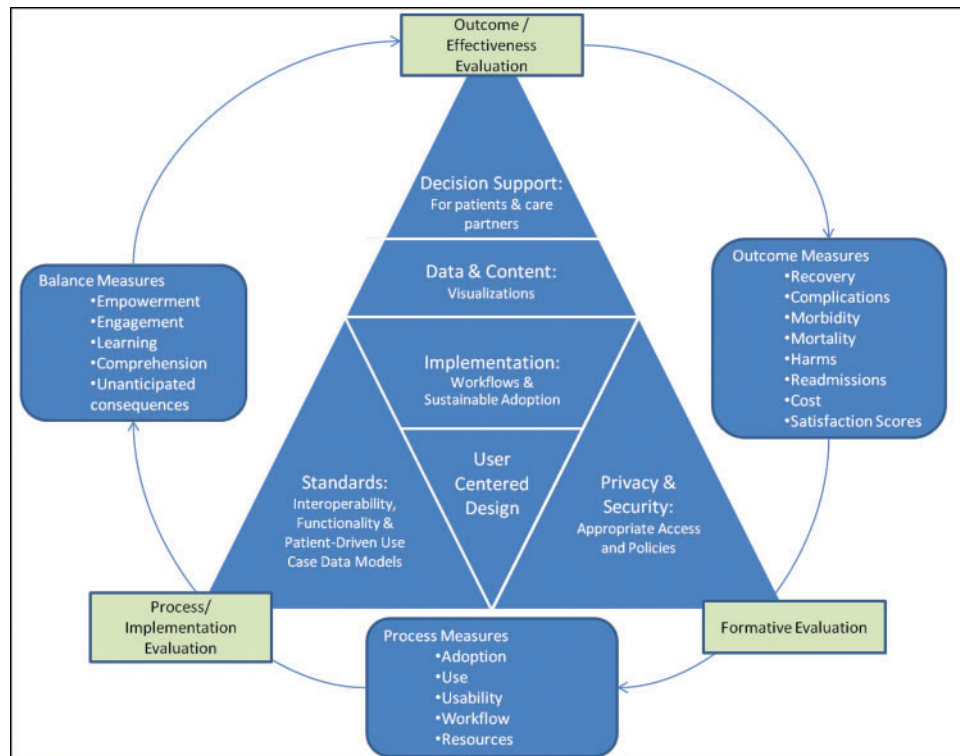 Outcome /
Effectiveness
Evaluation
Decision Support:
For patients & care
partners
Data & Content:
Visualizations
Balance Measures
•Empowerment
•Engagement
•Learning
•Comprehension
•Unanticipated
consequences
Outcome Measures
•Recovery
•Complications
•Morbidity
•Mortality
•Harms
•Readmissions
•Cost
•Satisfaction Scores
Implementation:
Workflows &
Sustainable Adoption
User
Centered
Design
Standards:
Interoperability,
Functionality &
Patient-Driven Use
Case Data Models
Privacy &
Security:
Appropriate Access
and Policies
Process/
Implementation
Evaluation
Process Measures
•Adoption
•Use
•Usability
•Workflow
•Resources
Formative Evaluation